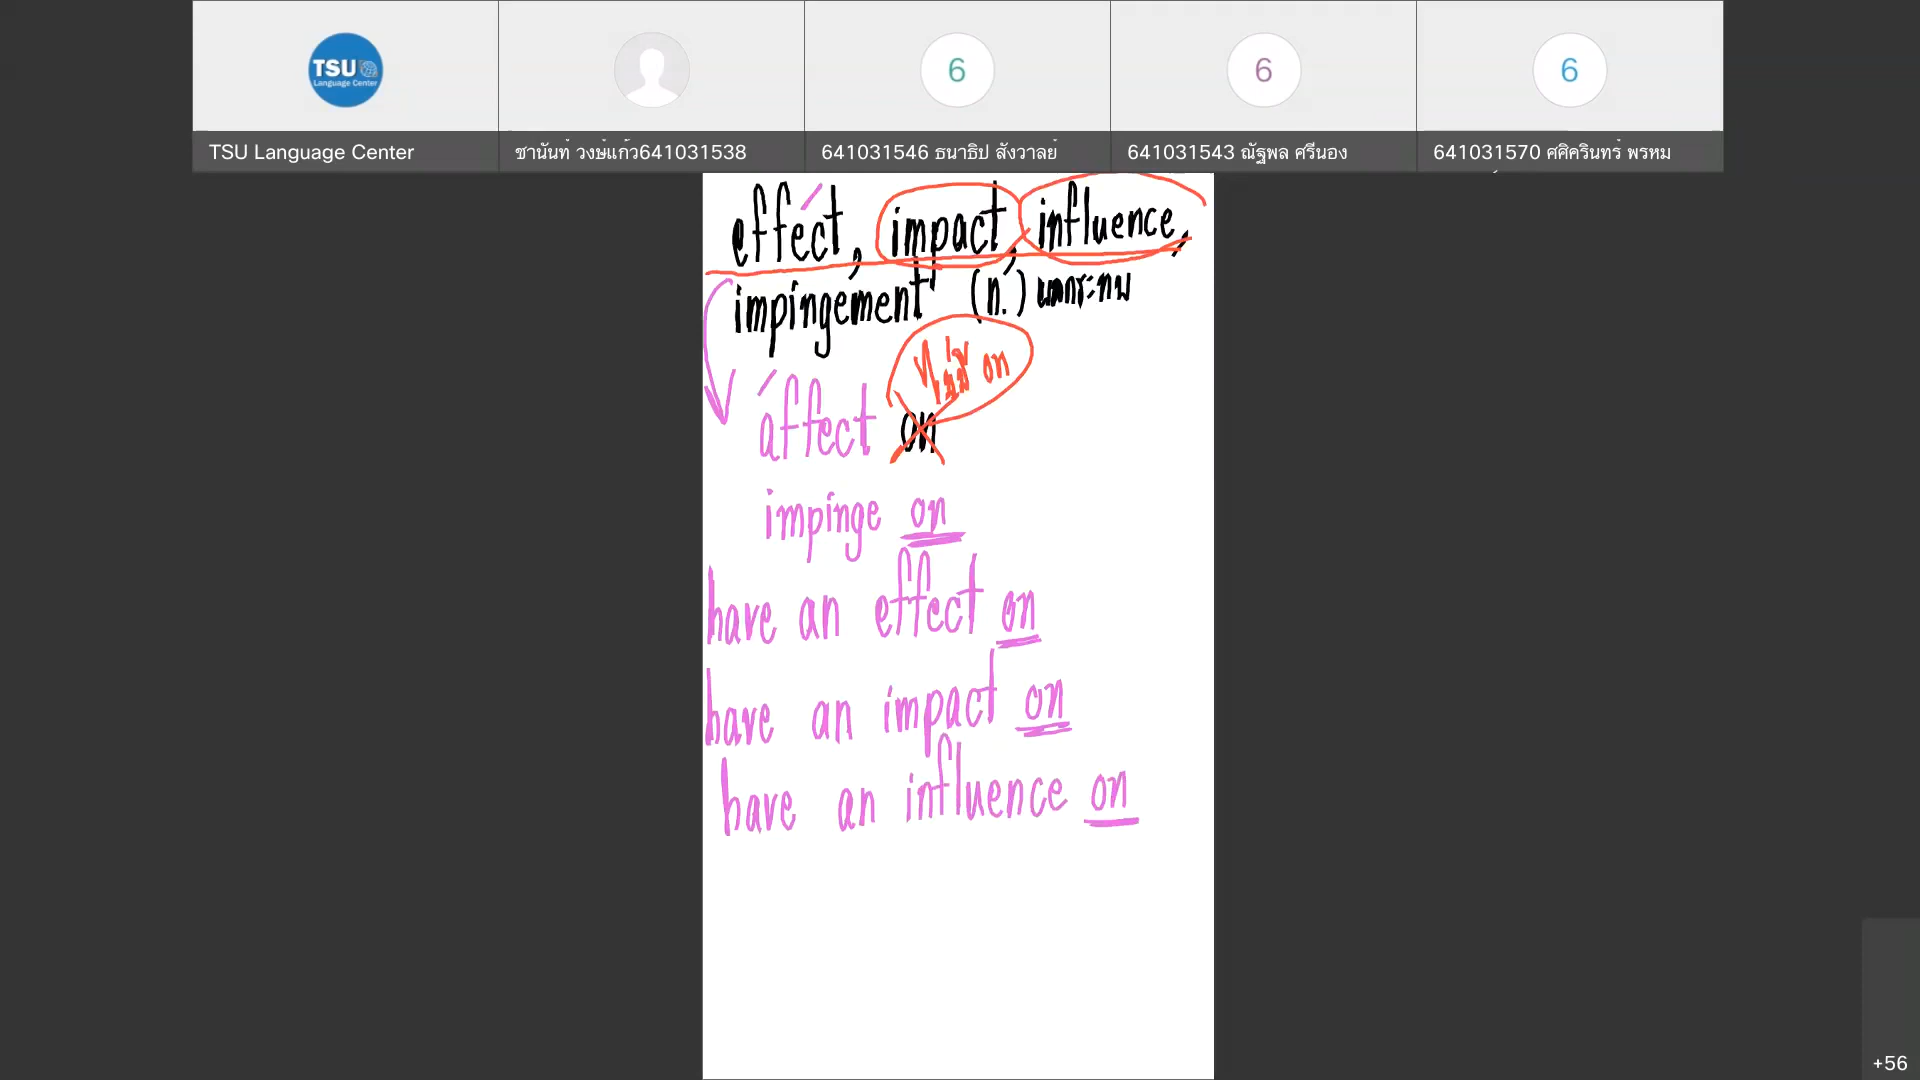 TSU
Language Center
6
6
6
TSU Language Center
ชานันท์ วงษ์แก้ว641031538
641031546 ธนาธิป สังวาลย์
641031543 ณัฐพล ศรีนอง
641031570 ศศิครินทร์ พรหม
effect, impact, influence,
impingement (n.) ผลกระทบ
ไม่มี on
affect on
impinge on
have an effect on
have an impact on
have an influence on
+56